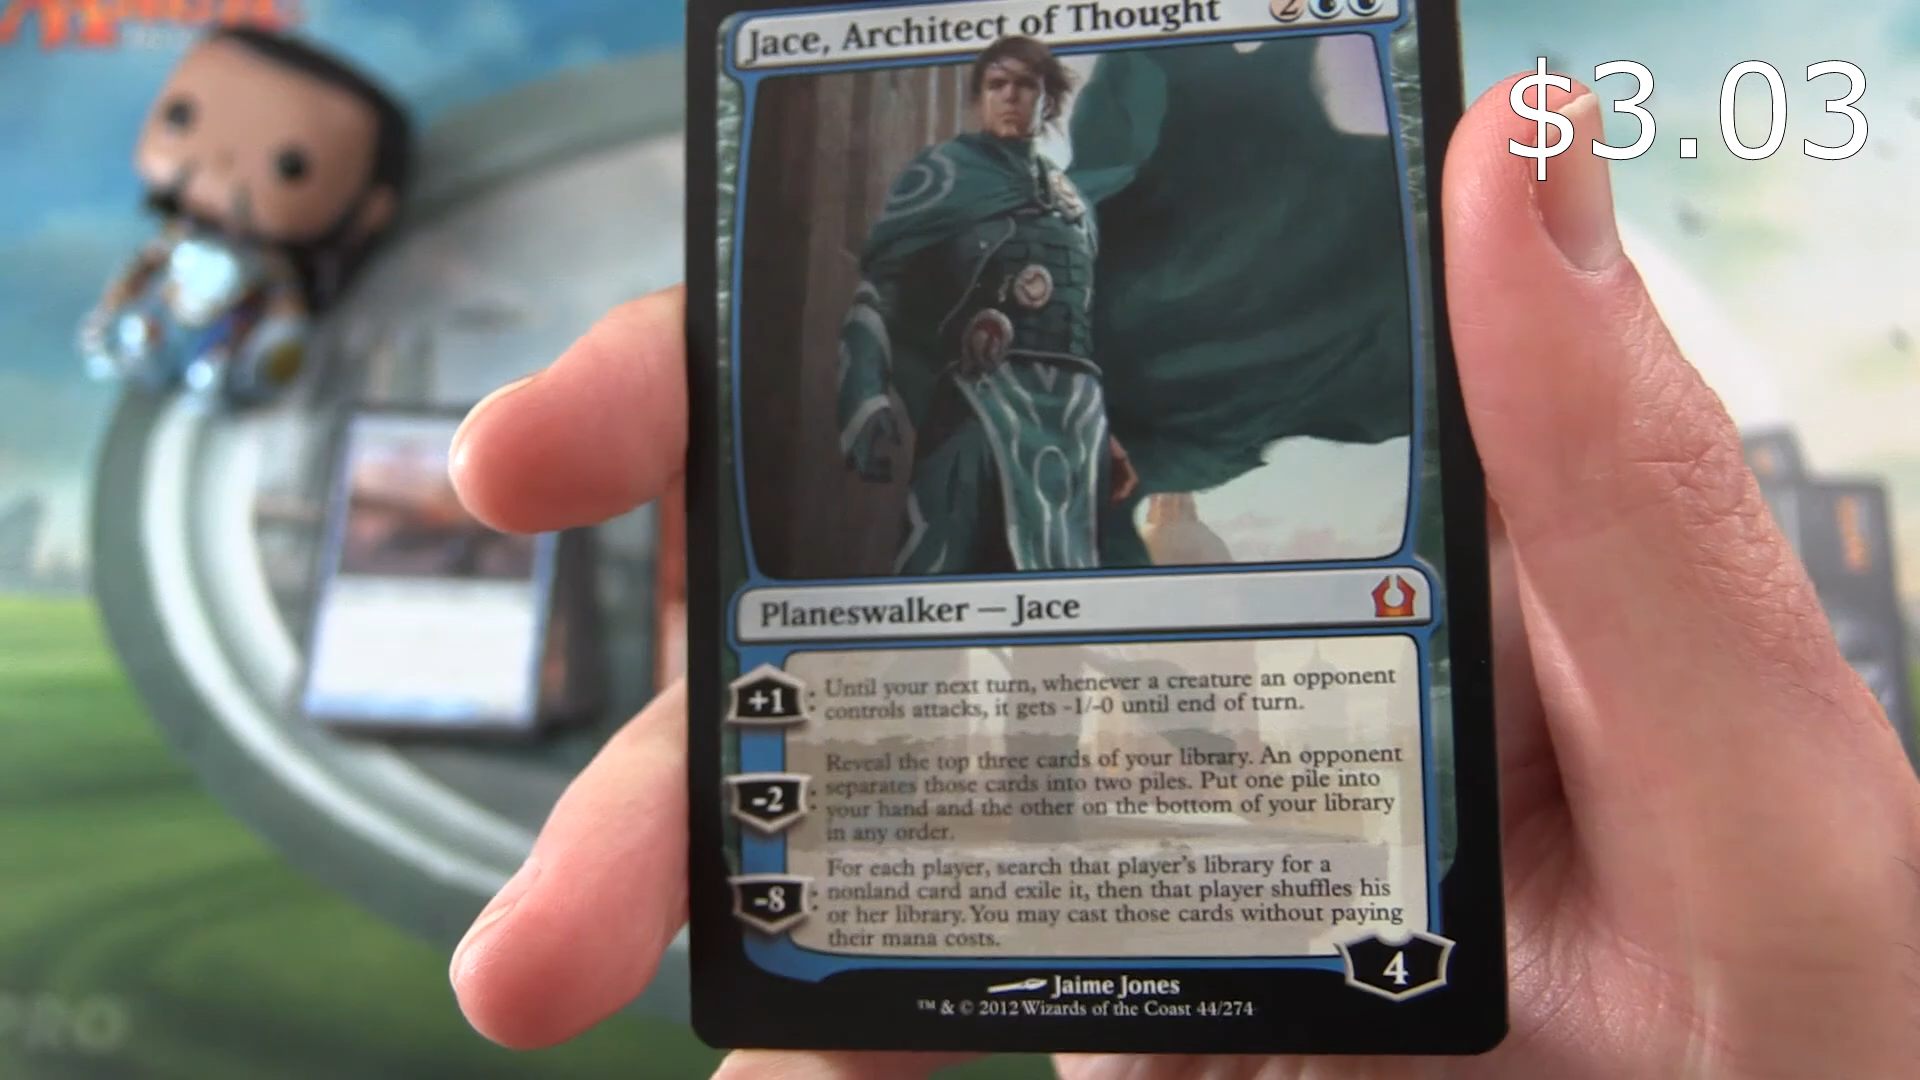 Jace, Architect of Thought 2
$3.03
Planeswalker — Jace
+1 : Until your next turn, whenever a creature an opponent
controls attacks, it gets -1/-0 until end of turn.
-2 : Reveal the top three cards of your library. An opponent
separates those cards into two piles. Put one pile into
your hand and the other on the bottom of your library
in any order.
-8 : For each player, search that player's library for a
nonland card and exile it, then that player shuffles his
or her library. You may cast those cards without paying
their mana costs.
4
Jaime Jones
™ & © 2012 Wizards of the Coast 44/274
PRO